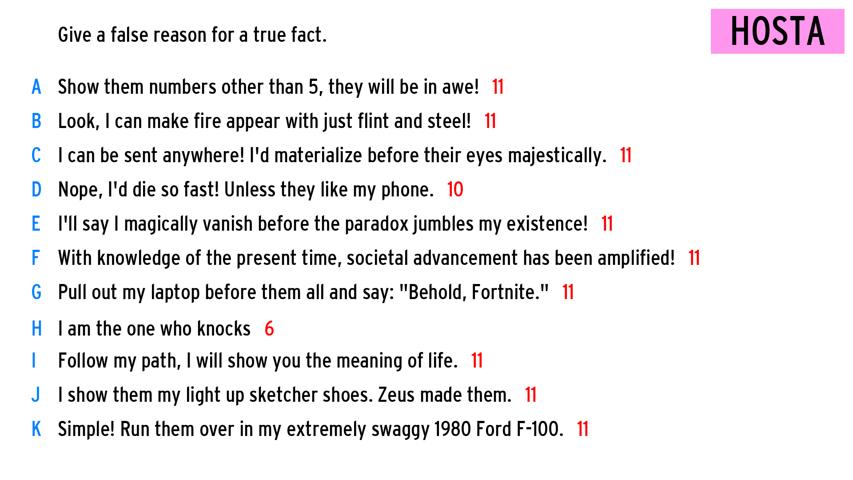 Give a false reason for a true fact.
HOSTA
A Show them numbers other than 5, they will be in awe! 11
B Look, I can make fire appear with just flint and steel! 11
C I can be sent anywhere! I'd materialize before their eyes majestically. 11
D Nope, I'd die so fast! Unless they like my phone. 10
E I'll say I magically vanish before the paradox jumbles my existence! 11
F With knowledge of the present time, societal advancement has been amplified! 11
G Pull out my laptop before them all and say: "Behold, Fortnite." 11
H I am the one who knocks 6
I Follow my path, I will show you the meaning of life. 11
J I show them my light up sketcher shoes. Zeus made them. 11
K Simple! Run them over in my extremely swaggy 1980 Ford F-100. 11